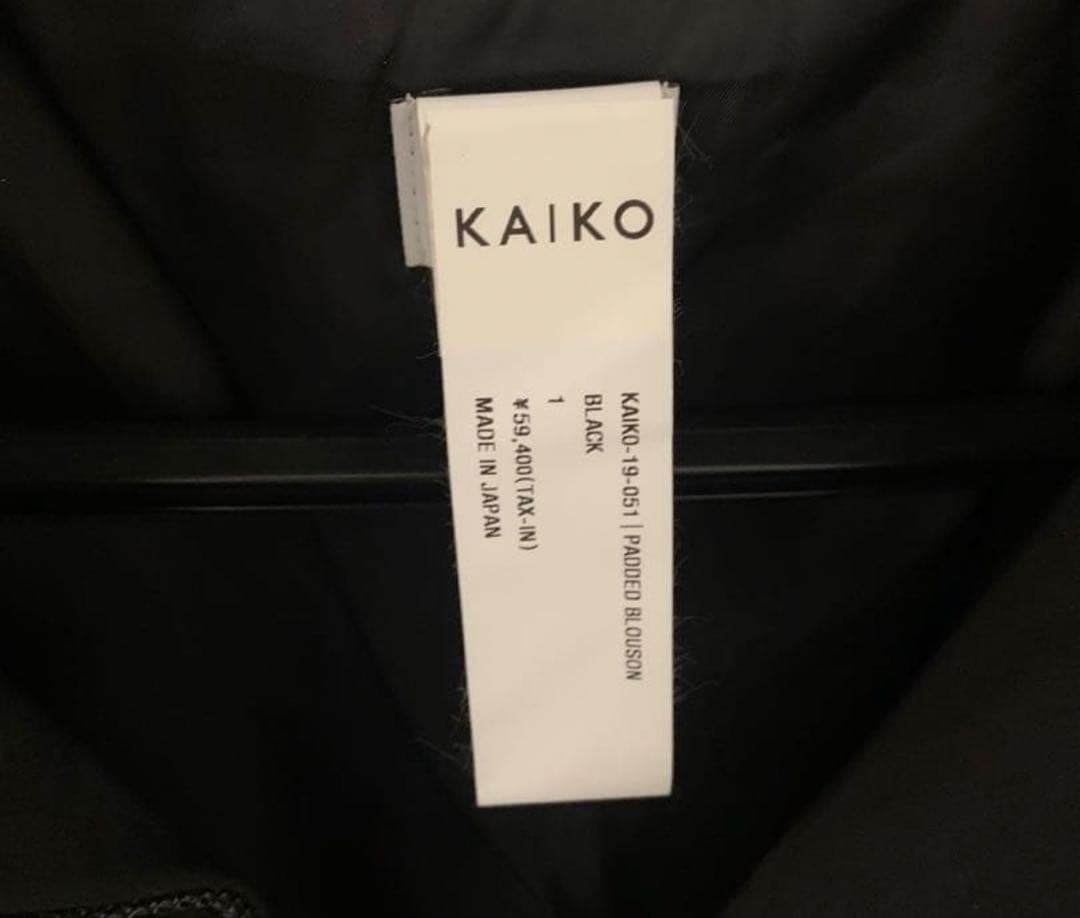 KAIKO
KAIKO-19-051 | PADDED BLOUSON
BLACK
1
¥59,400(TAX-IN)
MADE IN JAPAN